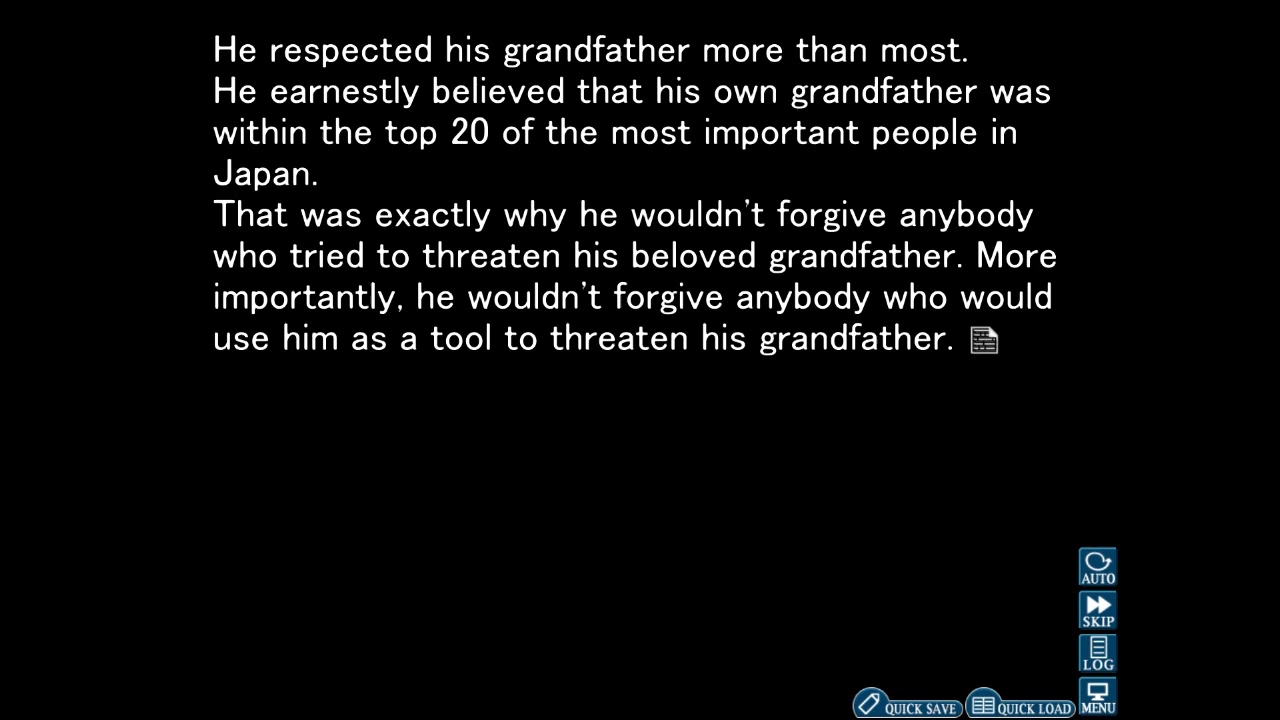 He respected his grandfather more than most.
He earnestly believed that his own grandfather was
within the top 20 of the most important people in
Japan.
That was exactly why he wouldn't forgive anybody
who tried to threaten his beloved grandfather. More
importantly, he wouldn't forgive anybody who would
use him as a tool to threaten his grandfather.
AUTO
SKIP
LOG
QUICK SAVE QUICK LOAD MENU